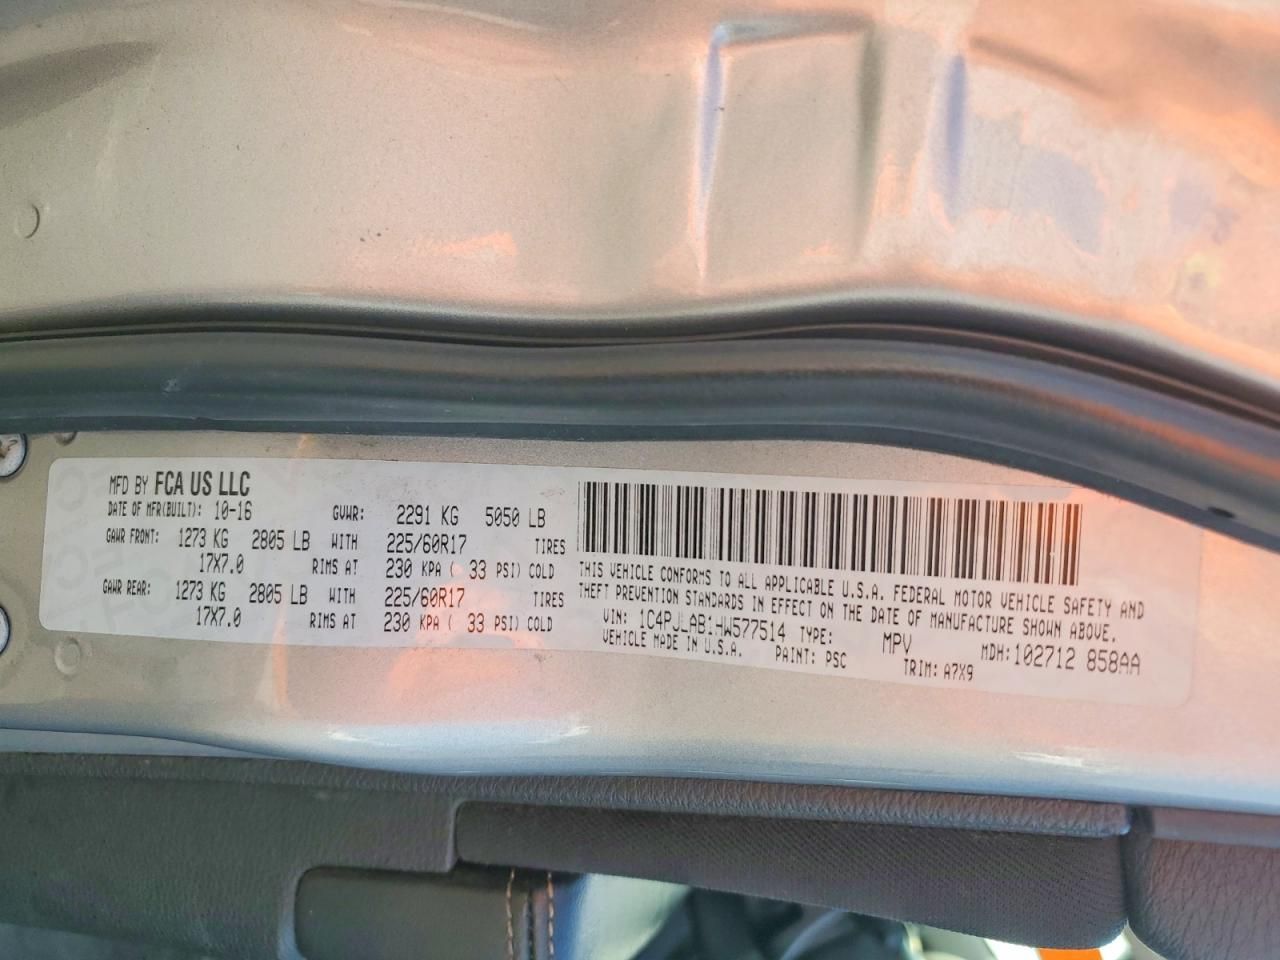 MFD BY FCA US LLC
DATE OF MFR(BUILT): 10-16 GVWR: 2291 KG 5050 LB
GAWR FRONT: 1273 KG 2805 LB WITH 225/60R17 TIRES
17X7.0 RIMS AT 230 KPA ( 33 PSI) COLD
GAWR REAR: 1273 KG 2805 LB WITH 225/60R17 TIRES
17X7.0 RIMS AT 230 KPA ( 33 PSI) COLD
THIS VEHICLE CONFORMS TO ALL APPLICABLE U.S.A. FEDERAL MOTOR VEHICLE SAFETY AND
THEFT PREVENTION STANDARDS IN EFFECT ON THE DATE OF MANUFACTURE SHOWN ABOVE.
VIN: 1C4PJLAB1HW577514 TYPE: MPV MDH: 102712 858AA
VEHICLE MADE IN U.S.A. PAINT: PSC TRIM: A7X9